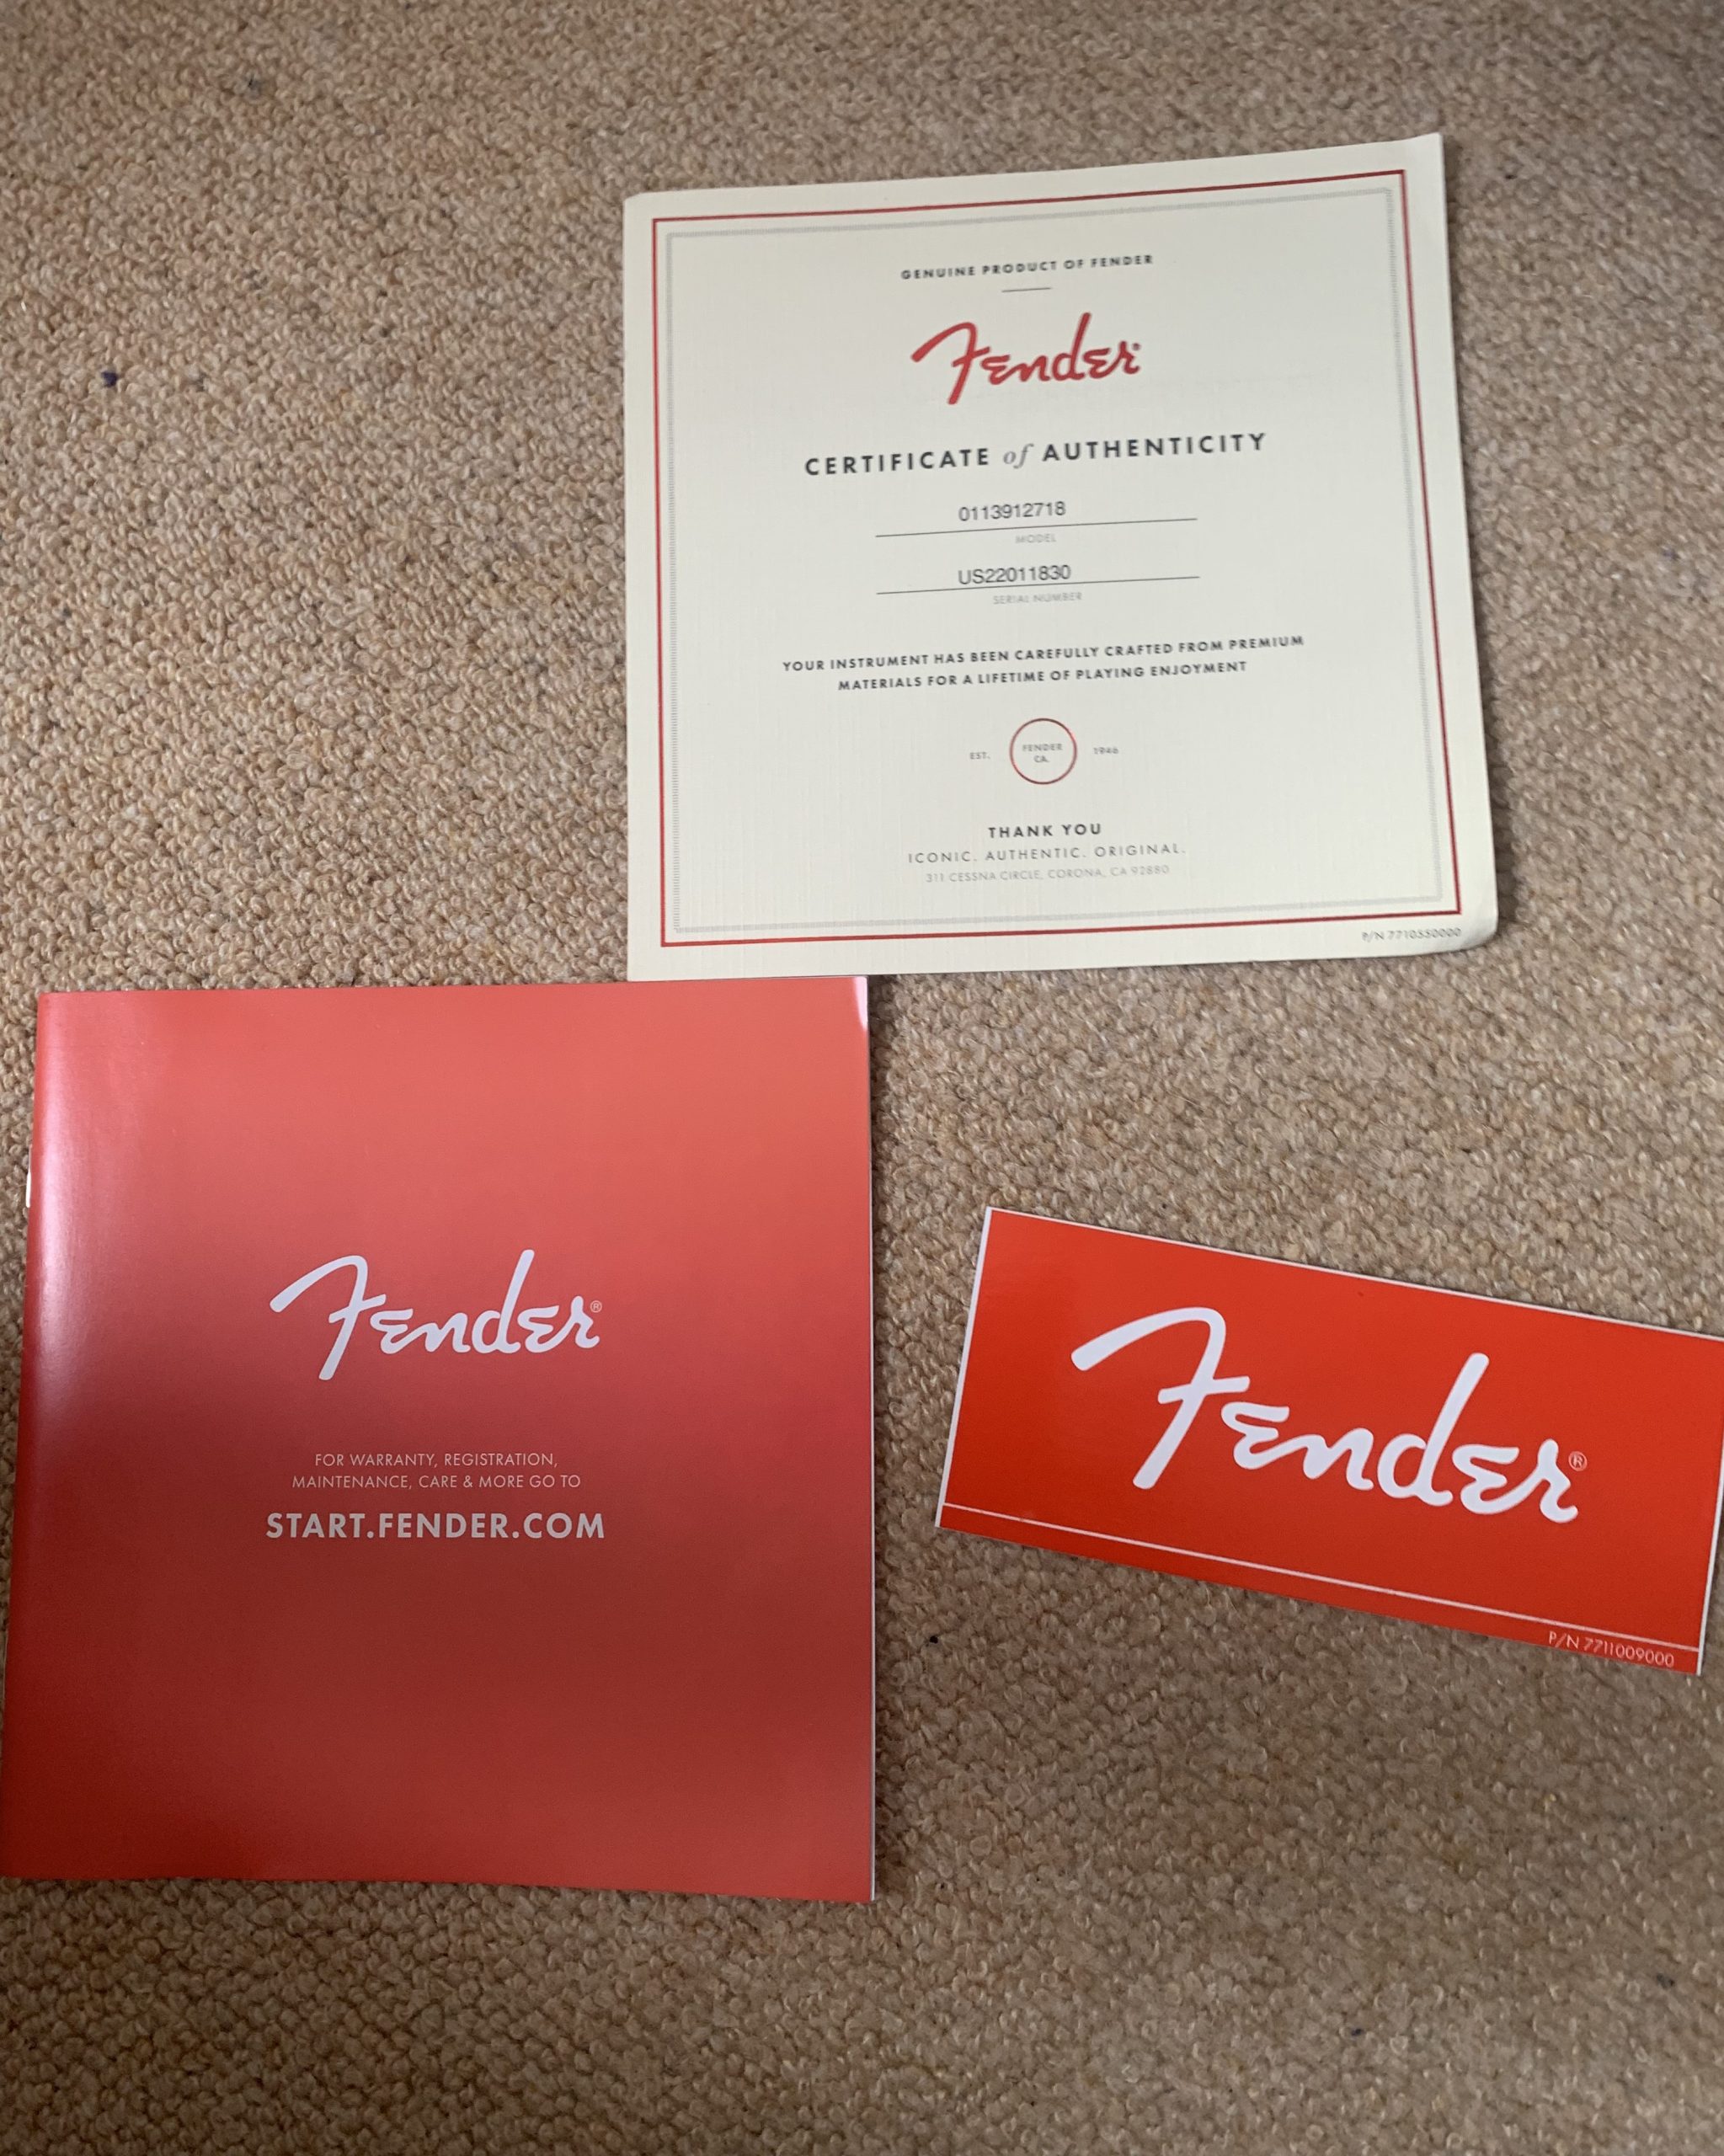 GENUINE PRODUCT OF FENDER
Fender®
CERTIFICATE of AUTHENTICITY
0113912718
MODEL
US22011830
SERIAL NUMBER
YOUR INSTRUMENT HAS BEEN CAREFULLY CRAFTED FROM PREMIUM
MATERIALS FOR A LIFETIME OF PLAYING ENJOYMENT
EST. FENDER CA. 1946
THANK YOU
ICONIC. AUTHENTIC. ORIGINAL.
311 CESSNA CIRCLE, CORONA, CA 92880
P/N 7710550000
Fender®
FOR WARRANTY, REGISTRATION,
MAINTENANCE, CARE & MORE GO TO
START.FENDER.COM
Fender®
P/N 7711009000